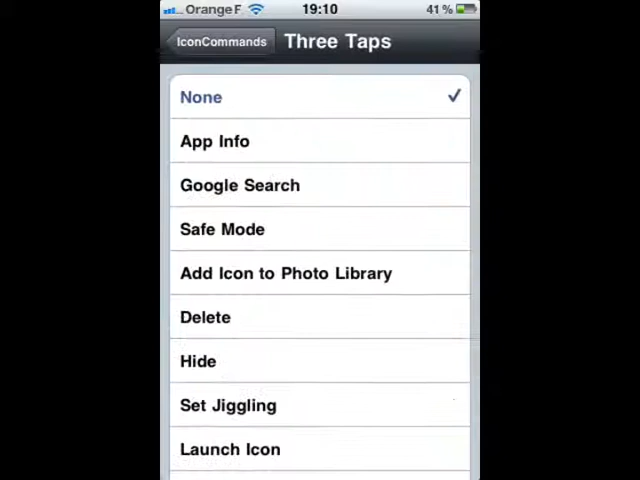 Orange F 19:10 41 %
IconCommands Three Taps
None
App Info
Google Search
Safe Mode
Add Icon to Photo Library
Delete
Hide
Set Jiggling
Launch Icon